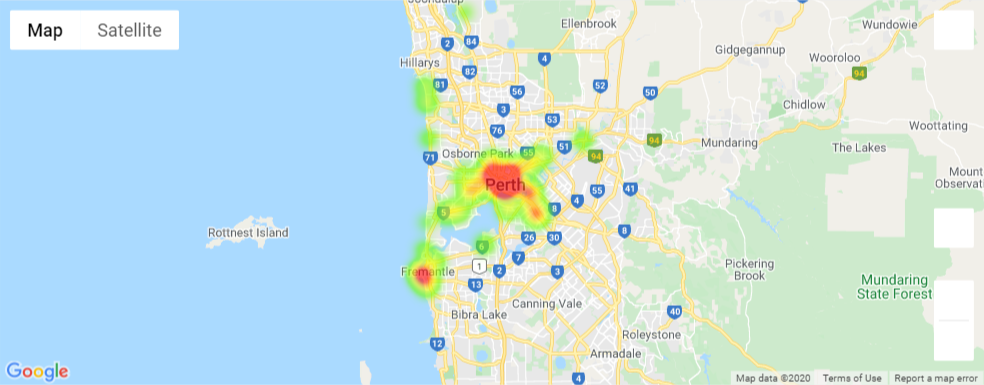 Joondalup
Map
Satellite
Ellenbrook
Wundowie
2
84
Gidgegannup
Hillarys
4
Wooroloo
82
94
81
52
56
50
Chidlow
3
53
Woottating
76
94
Mundaring
71
Osborne Park
55
51
The Lakes
94
Perth
55
41
Mount
Observati
5
8
4
Rottnest Island
8
26
30
6
7
Pickering
Brook
1
2
3
Fremantle
13
Mundaring
State Forest
Canning Vale
Bibra Lake
40
Roleystone
12
Armadale
4
Google
Map data ©2020
Terms of Use
Report a map error